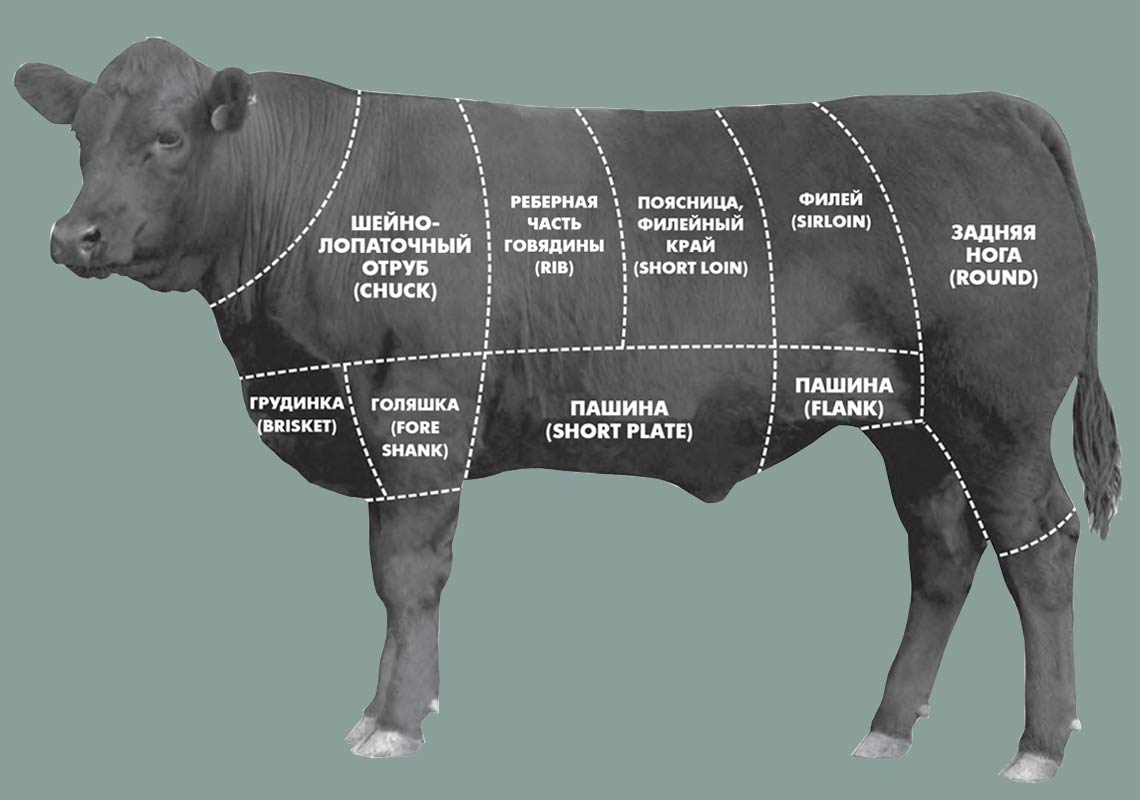 ШЕЙНО-
ЛОПАТОЧНЫЙ
ОТРУБ
(CHUCK)
РЕБЕРНАЯ
ЧАСТЬ
ГОВЯДИНЫ
(RIB)
ПОЯСНИЦА,
ФИЛЕЙНЫЙ
КРАЙ
(SHORT LOIN)
ФИЛЕЙ
(SIRLOIN)
ЗАДНЯЯ
НОГА
(ROUND)
ГРУДИНКА
(BRISKET)
ГОЛЯШКА
(FORE
SHANK)
ПАШИНА
(SHORT PLATE)
ПАШИНА
(FLANK)